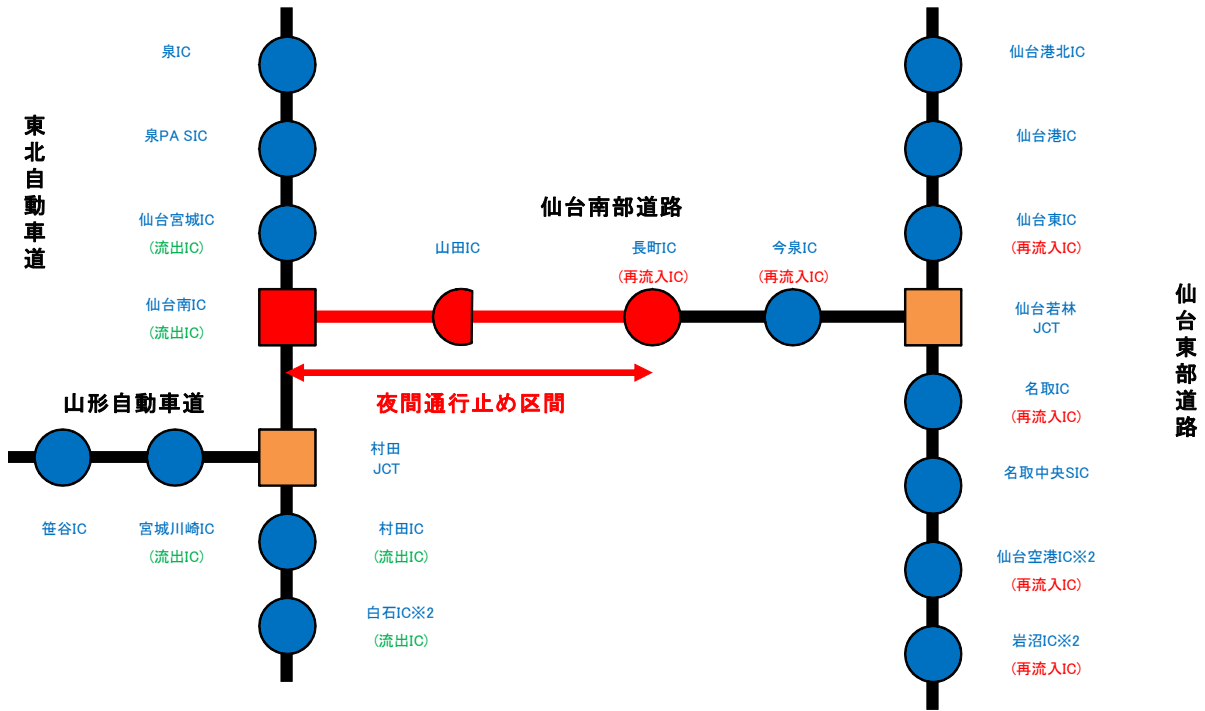 東北自動車道
泉IC
泉PA SIC
仙台宮城IC
(流出IC)
仙台南IC
(流出IC)
仙台南部道路
山田IC
長町IC
(再流入IC)
今泉IC
(再流入IC)
夜間通行止め区間
山形自動車道
笹谷IC
宮城川崎IC
(流出IC)
村田
JCT
村田IC
(流出IC)
白石IC※2
(流出IC)
仙台港北IC
仙台港IC
仙台東IC
(再流入IC)
仙台若林
JCT
名取IC
(再流入IC)
名取中央SIC
仙台空港IC※2
(再流入IC)
岩沼IC※2
(再流入IC)
仙台東部道路